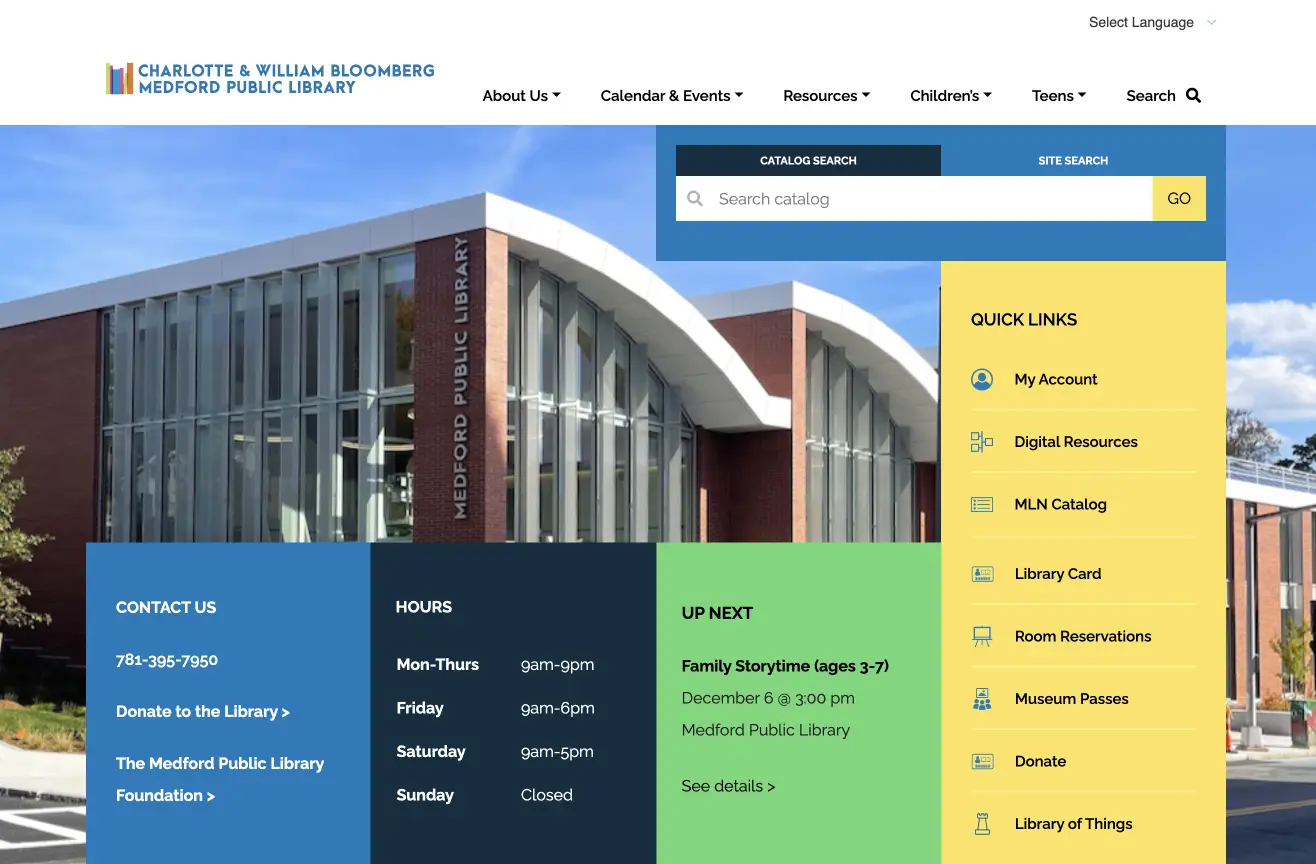 Select Language
CHARLOTTE & WILLIAM BLOOMBERG
MEDFORD PUBLIC LIBRARY
About Us
Calendar & Events
Resources
Children's
Teens
Search
CATALOG SEARCH
SITE SEARCH
Search catalog
GO
MEDFORD PUBLIC LIBRARY
QUICK LINKS
My Account
Digital Resources
MLN Catalog
Library Card
Room Reservations
Museum Passes
Donate
Library of Things
CONTACT US
781-395-7950
Donate to the Library >
The Medford Public Library
Foundation >
HOURS
Mon-Thurs 9am-9pm
Friday 9am-6pm
Saturday 9am-5pm
Sunday Closed
UP NEXT
Family Storytime (ages 3-7)
December 6 @ 3:00 pm
Medford Public Library
See details >